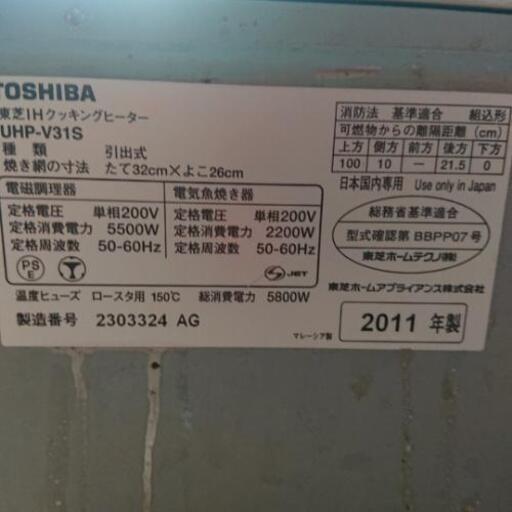 TOSHIBA
東芝IHクッキングヒーター
UHP-V31S
種類 引出式
焼き網の寸法 たて32cm×よこ26cm
電磁調理器
定格電圧 単相200V
定格消費電力 5500W
定格周波数 50-60Hz
PS
E
電気魚焼き器
定格電圧 単相200V
定格消費電力 2200W
定格周波数 50-60Hz
JET
温度ヒューズ ロースタ用 150℃ 総消費電力 5800W
製造番号 2303324 AG
マレーシア製
消防法 基準適合 組込形
可燃物からの離隔距離(cm)
上方 側方 前方 後方 下方
100 10 — 21.5 0
日本国内専用 Use only in Japan
総務省基準適合
型式確認第 BBPP07号
東芝ホームテクノ(株)
東芝ホームアプライアンス株式会社
2011 年製